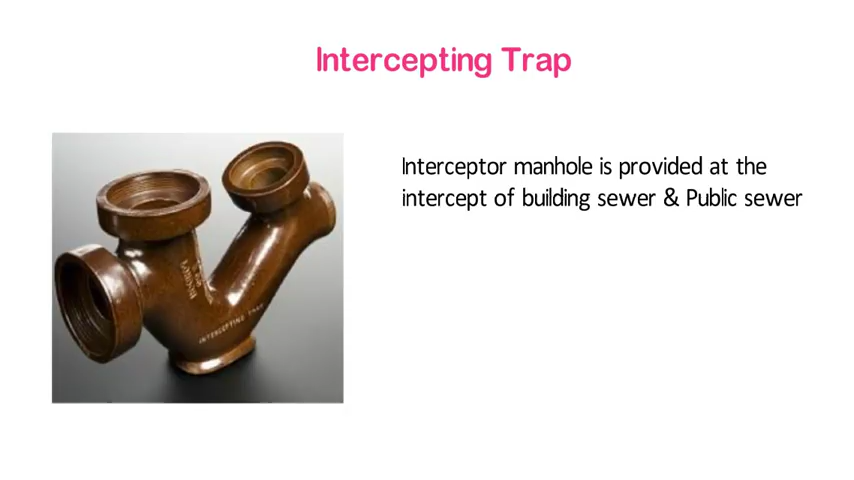 Intercepting Trap
Interceptor manhole is provided at the
intercept of building sewer & Public sewer
INTERCEPTING TRAP